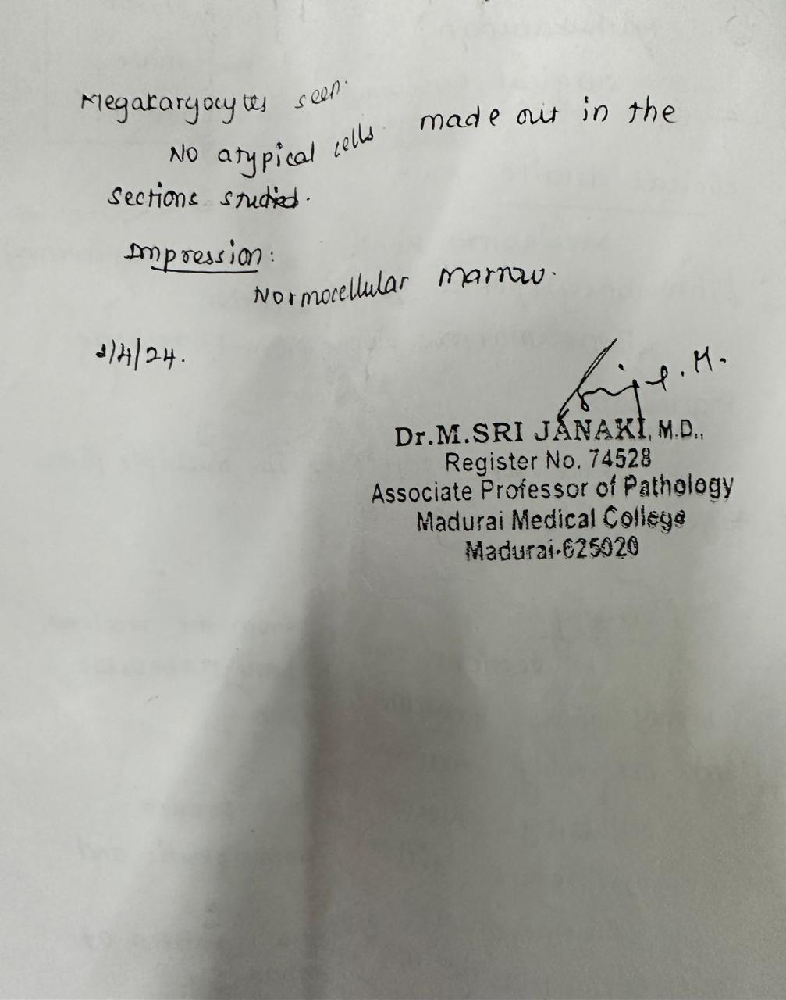 Megakaryocytes seen.
No atypical cells made out in the
sections studied.
Impression:
Normocellular marrow.
2/4/24.
Dr.M.SRI JANAKI, M.D.,
Register No. 74528
Associate Professor of Pathology
Madurai Medical College
Madurai-625020